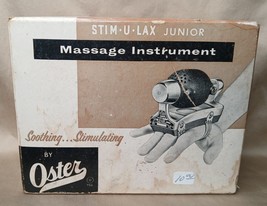 STIM·U·LAX JUNIOR
Massage Instrument
Soothing...Stimulating
BY
Oster